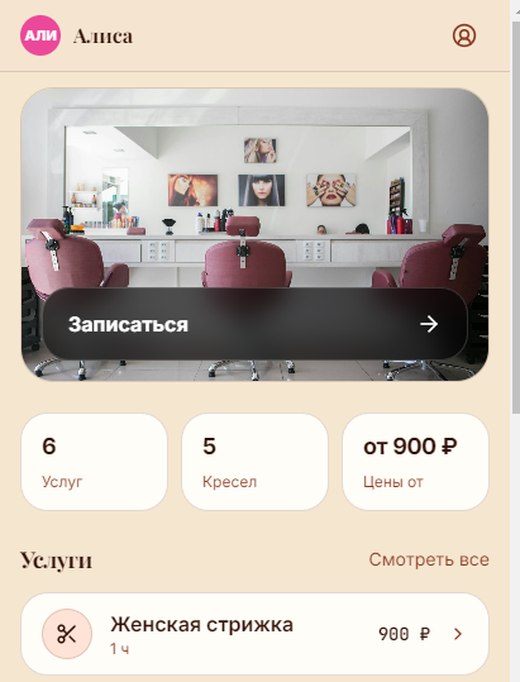 АЛИ Алиса
Записаться
6 5 от 900 ₽
Услуг Кресел Цены от
Услуги Смотреть все
Женская стрижка 900 ₽
1 ч